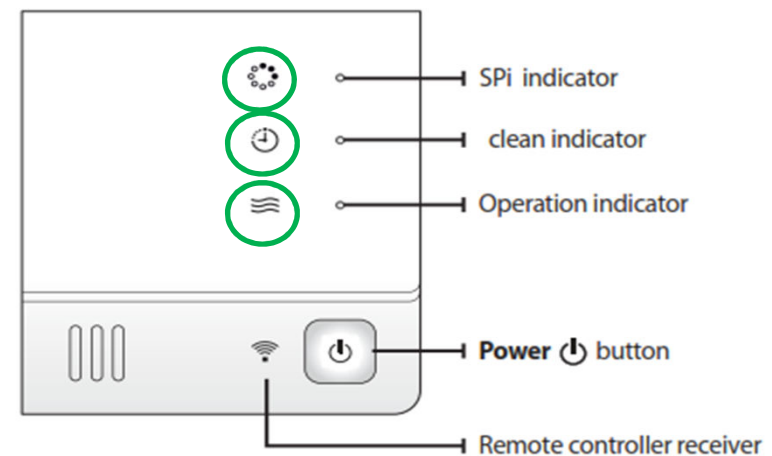 SPi indicator
clean indicator
Operation indicator
Power button
Remote controller receiver